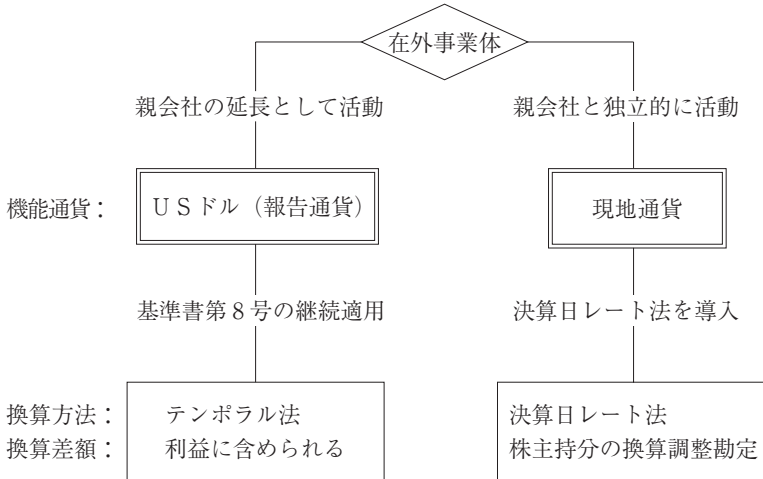 在外事業体
親会社の延長として活動
親会社と独立的に活動
機能通貨：
ＵＳドル（報告通貨）
現地通貨
基準書第８号の継続適用
決算日レート法を導入
換算方法：
テンポラル法
決算日レート法
換算差額：
利益に含められる
株主持分の換算調整勘定